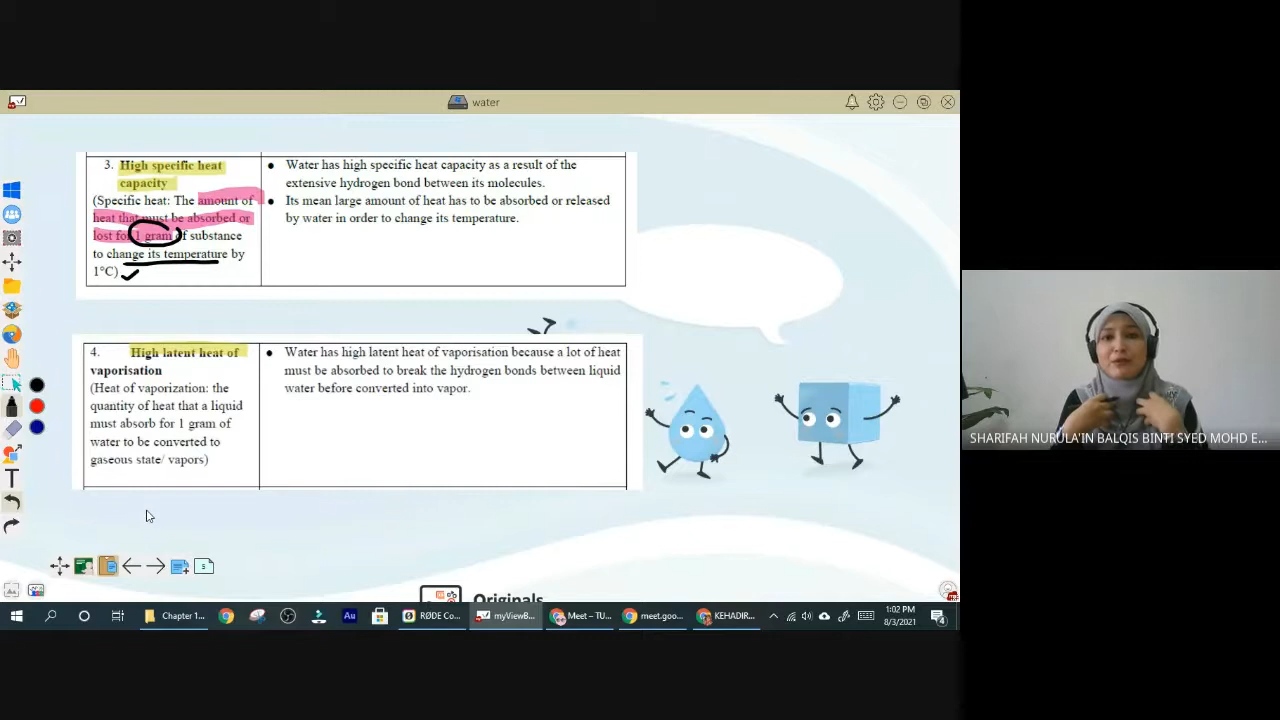 water
3. High specific heat
capacity
(Specific heat: The amount of
heat that must be absorbed or
lost for 1 gram of substance
to change its temperature by
1°C)
● Water has high specific heat capacity as a result of the
extensive hydrogen bond between its molecules.
● Its mean large amount of heat has to be absorbed or released
by water in order to change its temperature.
4. High latent heat of
vaporisation
(Heat of vaporization: the
quantity of heat that a liquid
must absorb for 1 gram of
water to be converted to
gaseous state/ vapors)
● Water has high latent heat of vaporisation because a lot of heat
must be absorbed to break the hydrogen bonds between liquid
water before converted into vapor.
SHARIFAH NURULA'IN BALQIS BINTI SYED MOHD E...
T
5
Originals
Chapter 1...
Au
RØDE Co...
myViewB...
Meet – TU...
meet.goo...
KEHADIR...
1:02 PM
8/3/2021
4